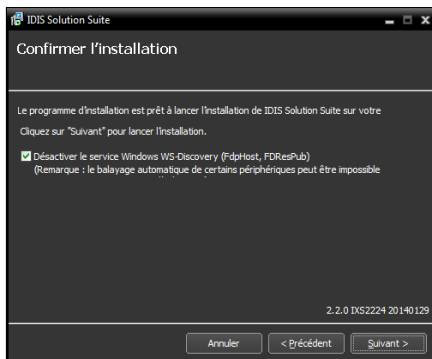 IDIS Solution Suite
Confirmer l'installation
Le programme d'installation est prêt à lancer l'installation de IDIS Solution Suite sur votre
Cliquez sur "Suivant" pour lancer l'installation.
Désactiver le service Windows WS-Discovery (FdpHost, FDResPub)
(Remarque : le balayage automatique de certains périphériques peut être impossible
2.2.0 IXS2224 20140129
Annuler
< Précédent
Suivant >